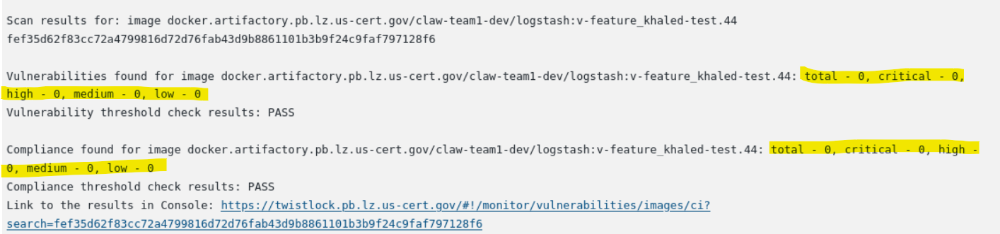 Scan results for: image docker.artifactory.pb.lz.us-cert.gov/claw-team1-dev/logstash:v-feature_khaled-test.44
fef35d62f83cc72a4799816d72d76fab43d9b8861101b3b9f24c9faf797128f6
Vulnerabilities found for image docker.artifactory.pb.lz.us-cert.gov/claw-team1-dev/logstash:v-feature_khaled-test.44: total - 0, critical - 0,
high - 0, medium - 0, low - 0
Vulnerability threshold check results: PASS
Compliance found for image docker.artifactory.pb.lz.us-cert.gov/claw-team1-dev/logstash:v-feature_khaled-test.44: total - 0, critical - 0, high -
0, medium - 0, low - 0
Compliance threshold check results: PASS
Link to the results in Console: https://twistlock.pb.lz.us-cert.gov/#!/monitor/vulnerabilities/images/ci?
search=fef35d62f83cc72a4799816d72d76fab43d9b8861101b3b9f24c9faf797128f6